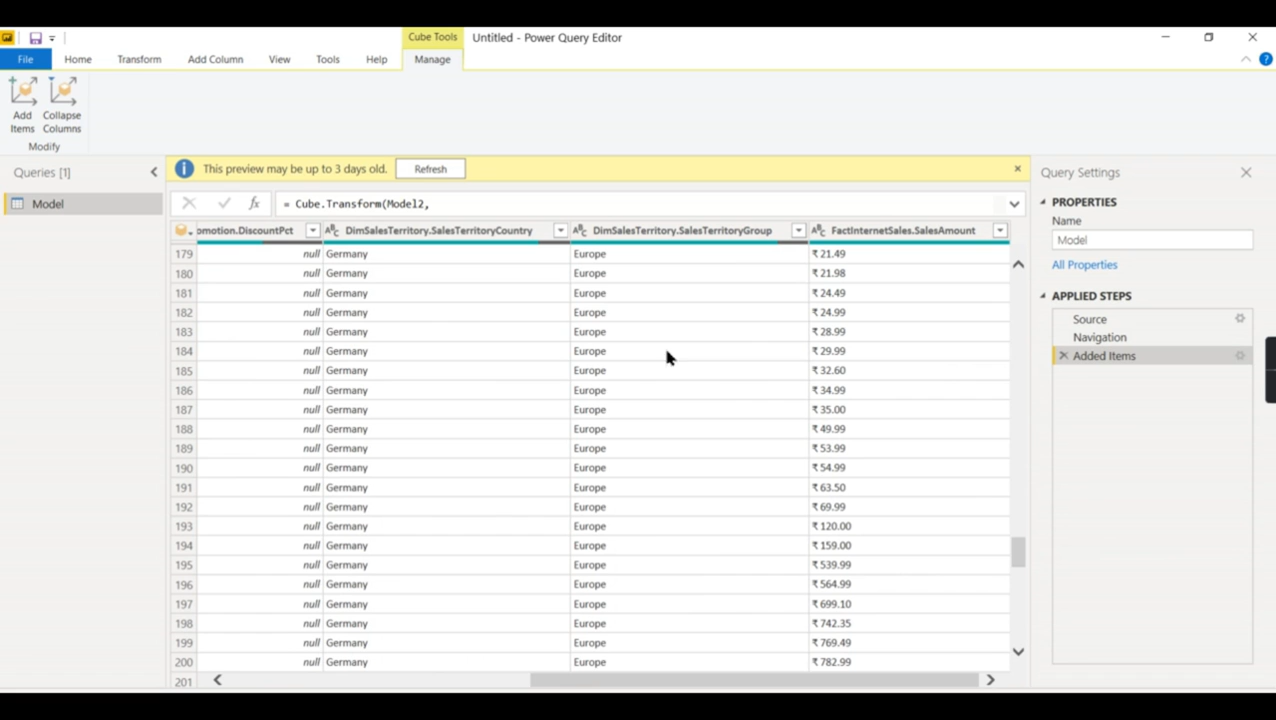 Cube Tools Untitled - Power Query Editor
File Home Transform Add Column View Tools Help Manage
Add Items
Collapse Columns
Modify
Queries [1]
Model
This preview may be up to 3 days old. Refresh
= Cube.Transform(Model2,
omotion.DiscountPct DimSalesTerritory.SalesTerritoryCountry DimSalesTerritory.SalesTerritoryGroup FactInternetSales.SalesAmount
179 null Germany Europe ₹ 21.49
180 null Germany Europe ₹ 21.98
181 null Germany Europe ₹ 24.49
182 null Germany Europe ₹ 24.99
183 null Germany Europe ₹ 28.99
184 null Germany Europe ₹ 29.99
185 null Germany Europe ₹ 32.60
186 null Germany Europe ₹ 34.99
187 null Germany Europe ₹ 35.00
188 null Germany Europe ₹ 49.99
189 null Germany Europe ₹ 53.99
190 null Germany Europe ₹ 54.99
191 null Germany Europe ₹ 63.50
192 null Germany Europe ₹ 69.99
193 null Germany Europe ₹ 120.00
194 null Germany Europe ₹ 159.00
195 null Germany Europe ₹ 539.99
196 null Germany Europe ₹ 564.99
197 null Germany Europe ₹ 699.10
198 null Germany Europe ₹ 742.35
199 null Germany Europe ₹ 769.49
200 null Germany Europe ₹ 782.99
201
Query Settings
PROPERTIES
Name
Model
All Properties
APPLIED STEPS
Source
Navigation
Added Items